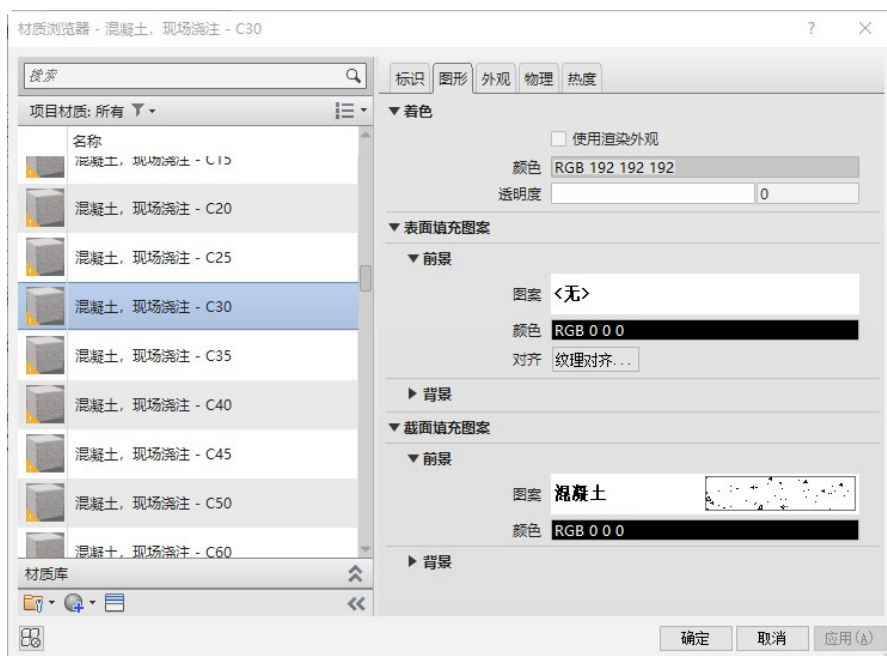 材质浏览器 - 混凝土，现场浇注 - C30
?
搜索
项目材质: 所有
名称
混凝土，现场浇注 - C15
混凝土，现场浇注 - C20
混凝土，现场浇注 - C25
混凝土，现场浇注 - C30
混凝土，现场浇注 - C35
混凝土，现场浇注 - C40
混凝土，现场浇注 - C45
混凝土，现场浇注 - C50
混凝土，现场浇注 - C60
材质库
标识 图形 外观 物理 热度
着色
使用渲染外观
颜色 RGB 192 192 192
透明度 0
表面填充图案
前景
图案 <无>
颜色 RGB 0 0 0
对齐 纹理对齐...
背景
截面填充图案
前景
图案 混凝土
颜色 RGB 0 0 0
背景
确定 取消 应用(A)